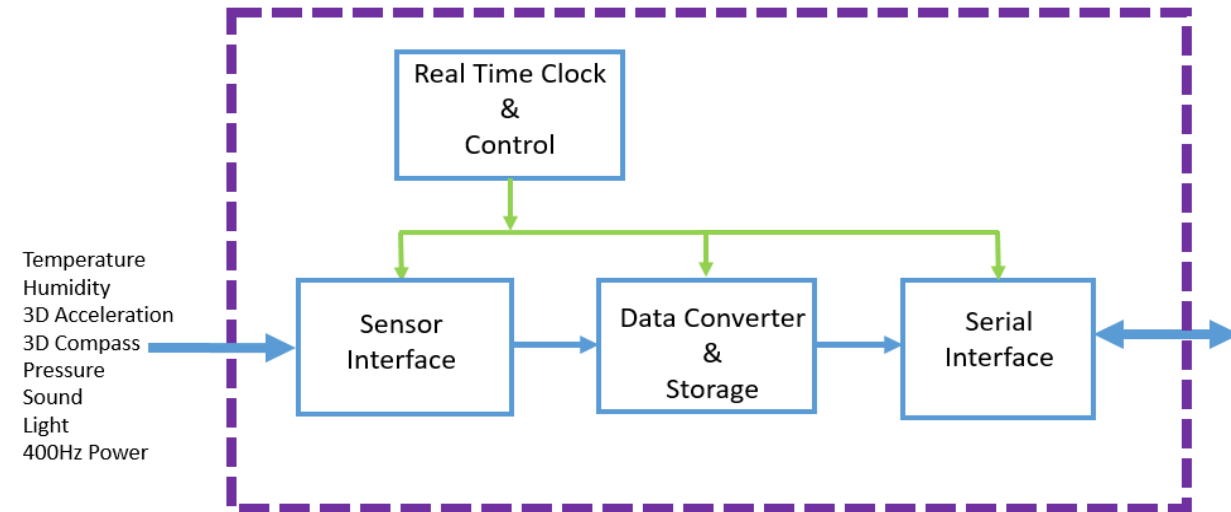 Real Time Clock
&
Control
Temperature
Humidity
3D Acceleration
3D Compass
Pressure
Sound
Light
400Hz Power
Sensor
Interface
Data Converter
&
Storage
Serial
Interface